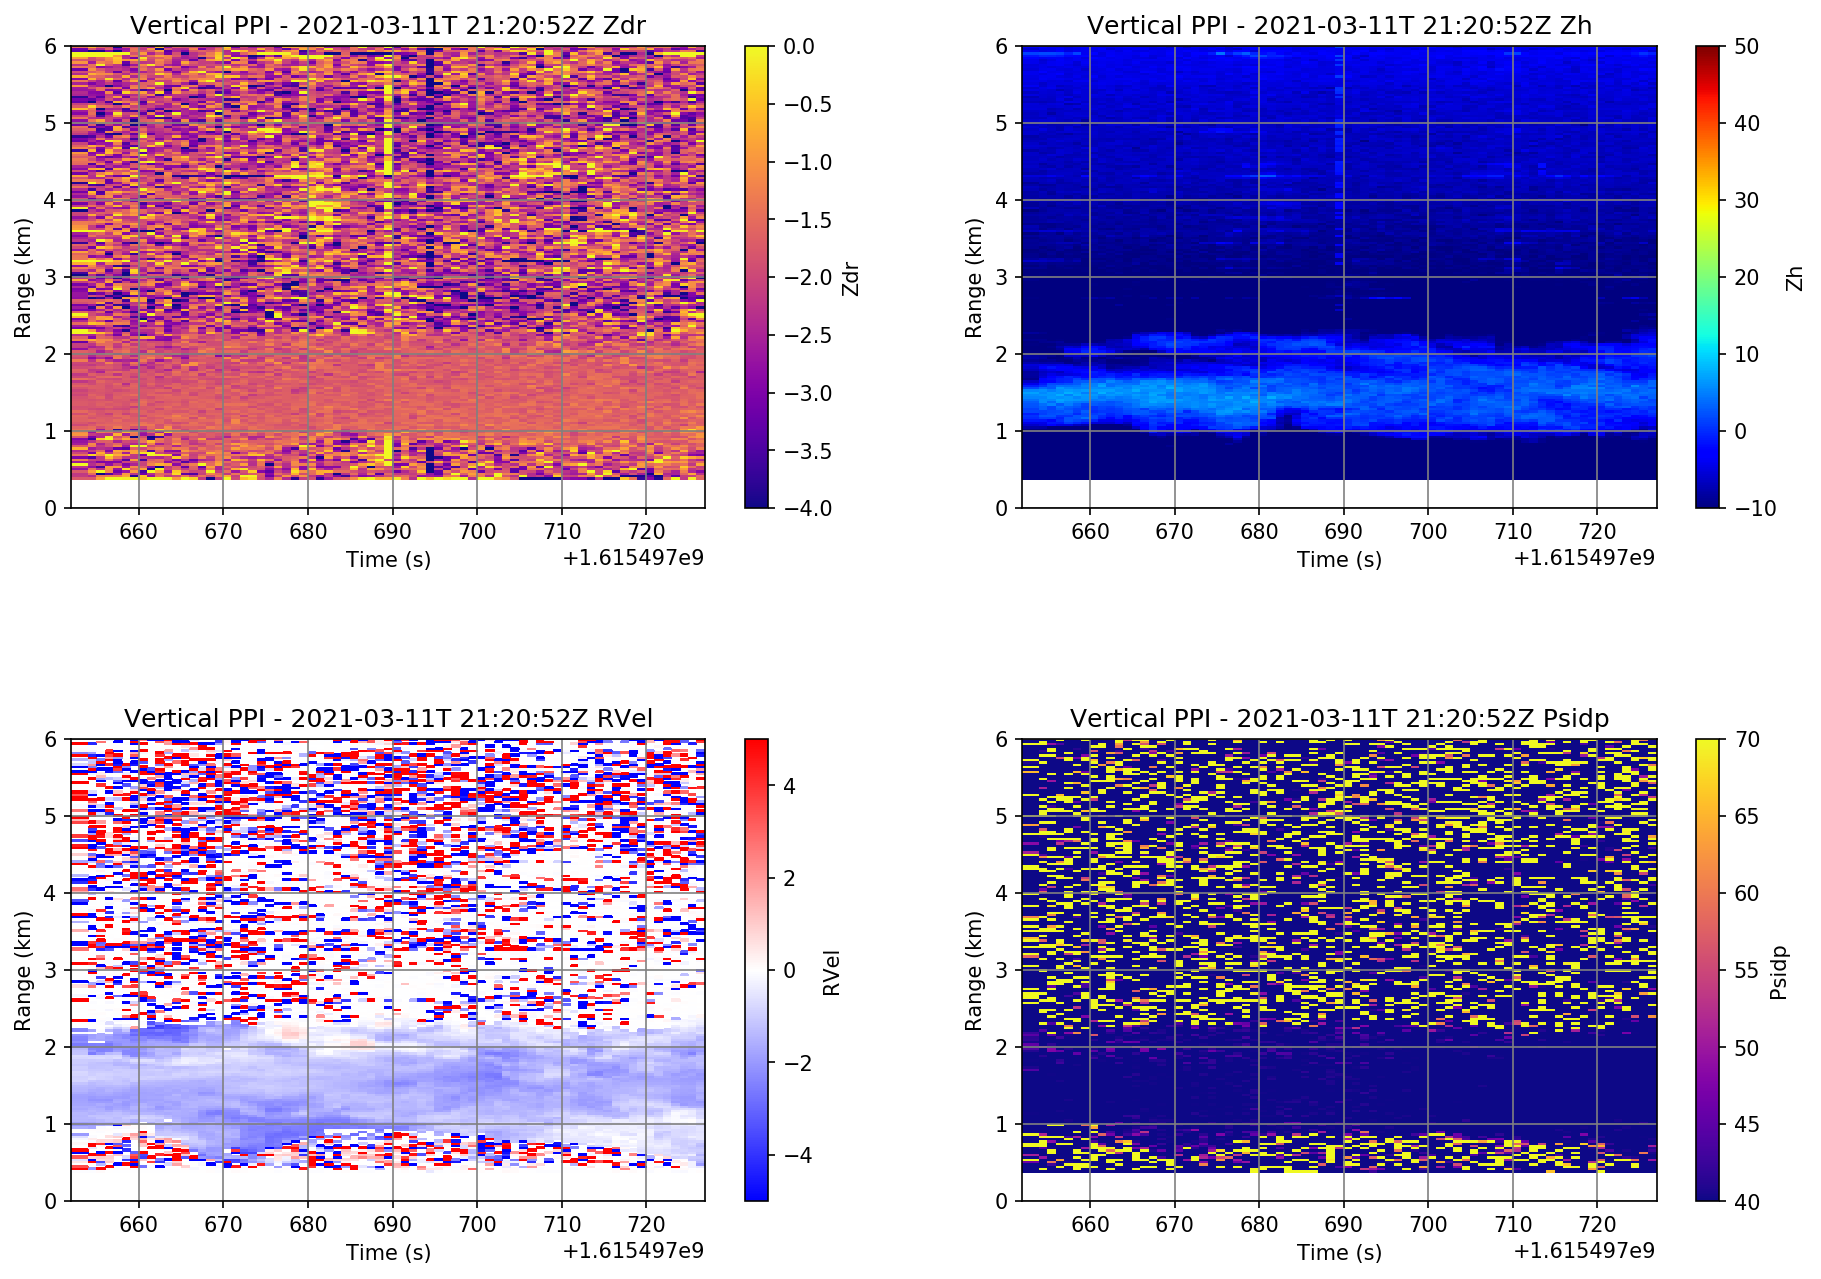 Vertical PPI - 2021-03-11T 21:20:52Z Zdr
6
5
4
3
2
1
0
Range (km)
660 670 680 690 700 710 720
Time (s)
+1.615497e9
0.0
−0.5
−1.0
−1.5
−2.0
−2.5
−3.0
−3.5
−4.0
Zdr
Vertical PPI - 2021-03-11T 21:20:52Z Zh
6
5
4
3
2
1
0
Range (km)
660 670 680 690 700 710 720
Time (s)
+1.615497e9
50
40
30
20
10
0
−10
Zh
Vertical PPI - 2021-03-11T 21:20:52Z RVel
6
5
4
3
2
1
0
Range (km)
660 670 680 690 700 710 720
Time (s)
+1.615497e9
4
2
0
−2
−4
RVel
Vertical PPI - 2021-03-11T 21:20:52Z Psidp
6
5
4
3
2
1
0
Range (km)
660 670 680 690 700 710 720
Time (s)
+1.615497e9
70
65
60
55
50
45
40
Psidp